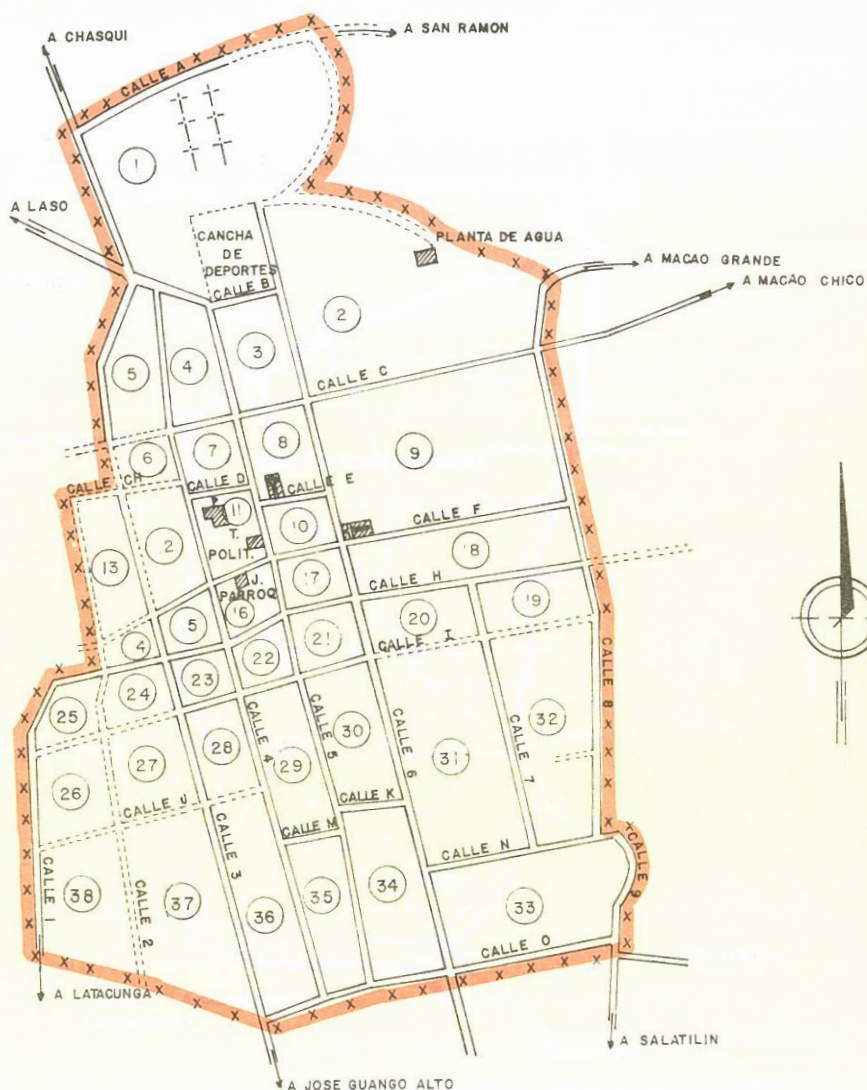 A CHASQUI
A SAN RAMON
CALLE A
1
A LASO
CANCHA
DE
DEPORTES
CALLE B
PLANTA DE AGUA
A MACAO GRANDE
A MACAO CHICO
2
3
4
5
CALLE C
6
7
8
9
CALLE CH
CALLE D
CALLE E
CALLE F
11
T.
POLIT.
10
2
13
18
J.
PARROQ
16
17
CALLE H
19
20
21
5
4
CALLE I
22
23
24
25
CALLE 8
26
27
28
CALLE 4
29
CALLE 5
30
CALLE 6
31
CALLE 7
32
CALLE J
CALLE K
CALLE M
CALLE N
CALLE 9
CALLE 1
38
CALLE 2
37
CALLE 3
36
35
34
33
CALLE O
A LATACUNGA
A SALATILIN
A JOSE GUANGO ALTO